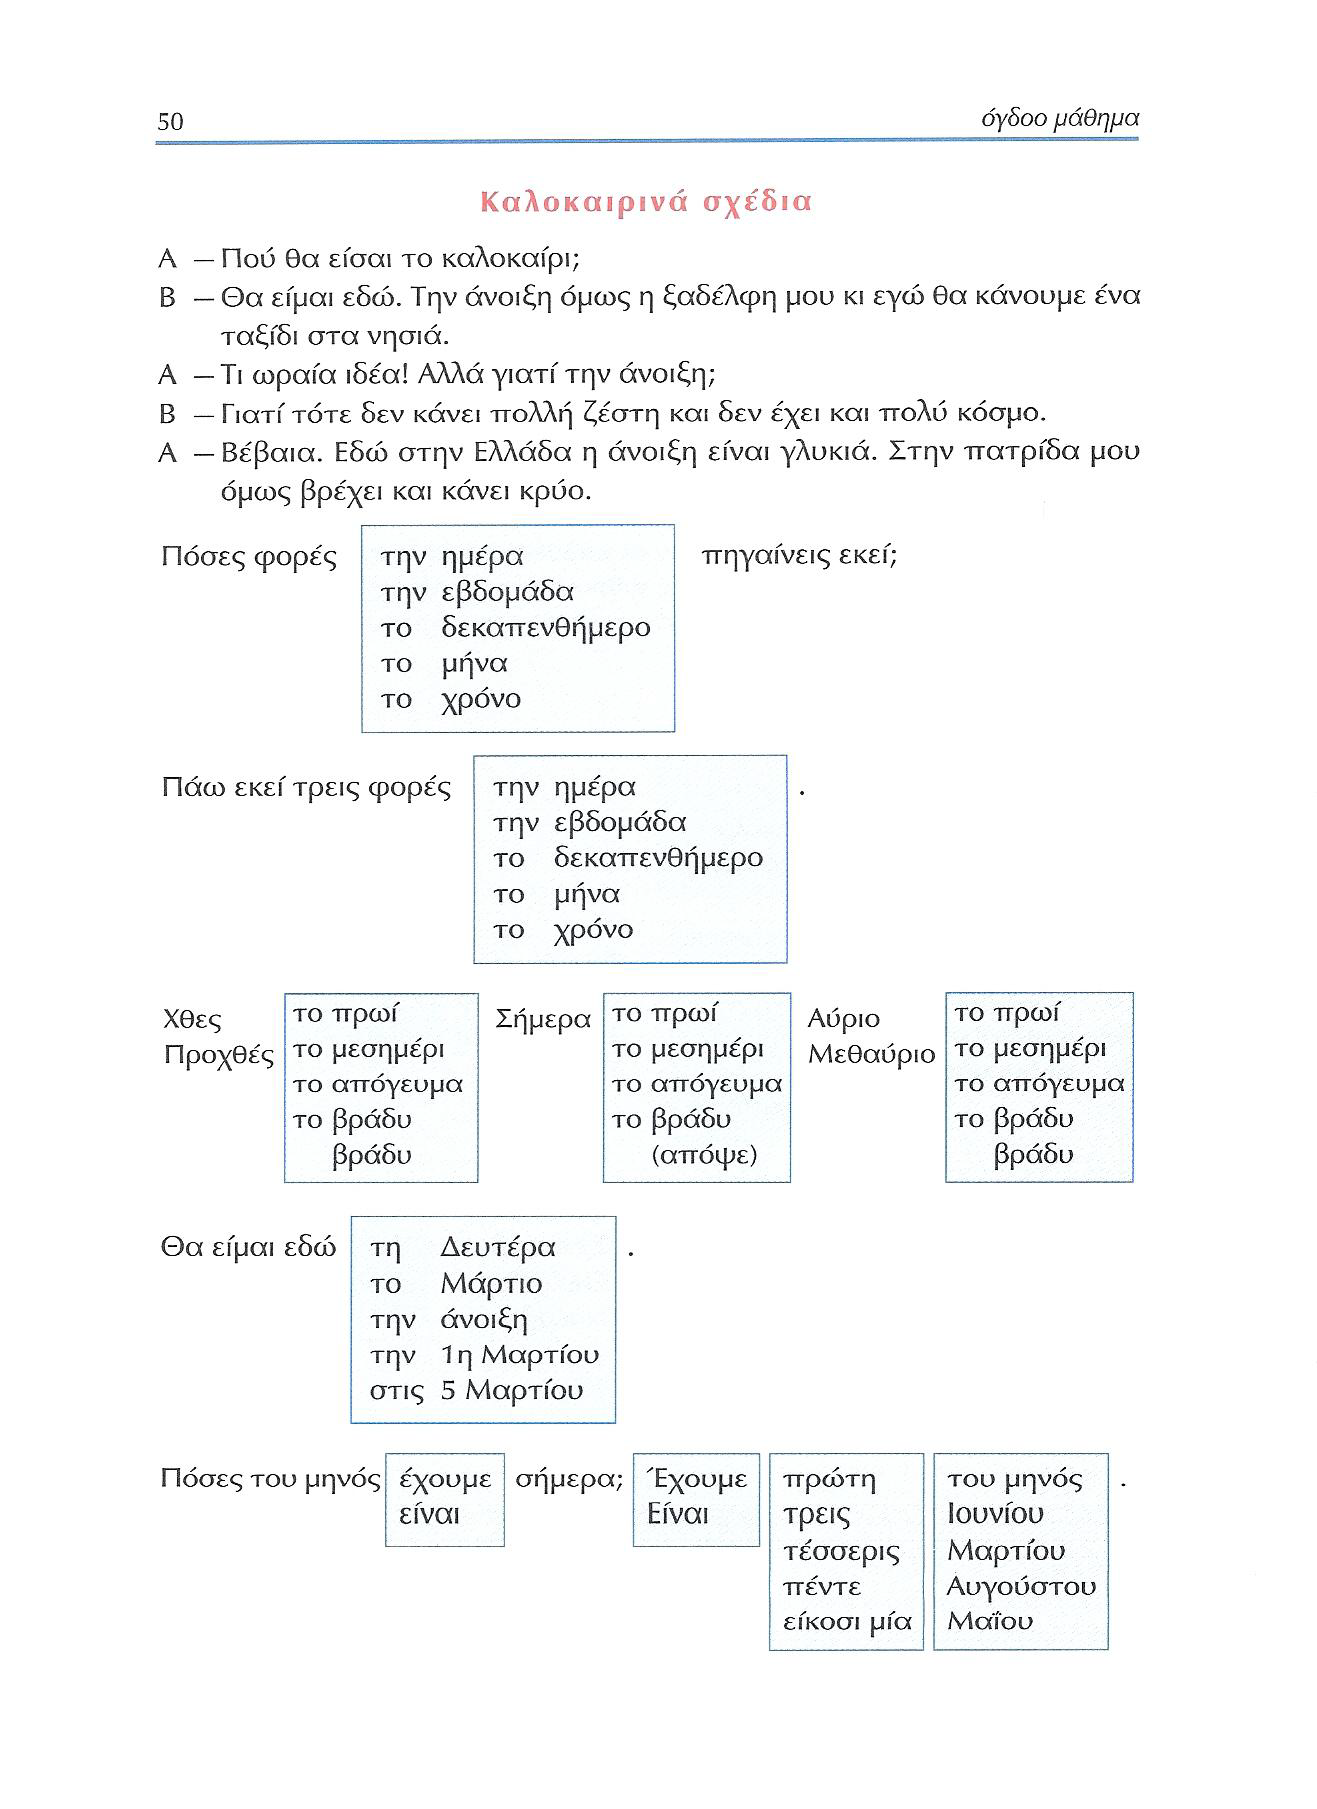 50 όγδοο μάθημα
Καλοκαιρινά σχέδια
Α – Πού θα είσαι το καλοκαίρι;
Β – Θα είμαι εδώ. Την άνοιξη όμως η ξαδέλφη μου κι εγώ θα κάνουμε ένα
ταξίδι στα νησιά.
Α – Τι ωραία ιδέα! Αλλά γιατί την άνοιξη;
Β – Γιατί τότε δεν κάνει πολλή ζέστη και δεν έχει και πολύ κόσμο.
Α – Βέβαια. Εδώ στην Ελλάδα η άνοιξη είναι γλυκιά. Στην πατρίδα μου
όμως βρέχει και κάνει κρύο.
Πόσες φορές την ημέρα πηγαίνεις εκεί;
την εβδομάδα
το δεκαπενθήμερο
το μήνα
το χρόνο
Πάω εκεί τρεις φορές την ημέρα .
την εβδομάδα
το δεκαπενθήμερο
το μήνα
το χρόνο
Χθες το πρωί Σήμερα το πρωί Αύριο το πρωί
Προχθές το μεσημέρι το μεσημέρι Μεθαύριο το μεσημέρι
το απόγευμα το απόγευμα το απόγευμα
το βράδυ το βράδυ το βράδυ
βράδυ (απόψε) βράδυ
Θα είμαι εδώ τη Δευτέρα .
το Μάρτιο
την άνοιξη
την 1η Μαρτίου
στις 5 Μαρτίου
Πόσες του μηνός έχουμε σήμερα; Έχουμε πρώτη του μηνός .
είναι Είναι τρεις Ιουνίου
τέσσερις Μαρτίου
πέντε Αυγούστου
είκοσι μία Μαΐου